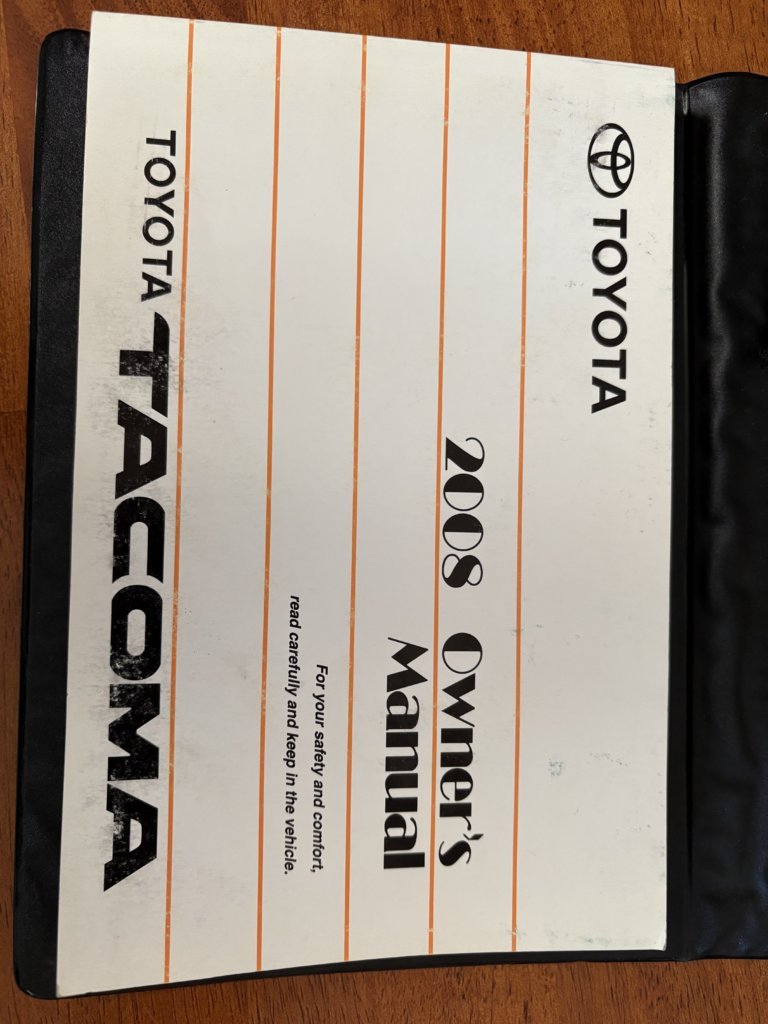 TOYOTA
2008 Owner's
Manual
For your safety and comfort,
read carefully and keep in the vehicle.
TOYOTA TACOMA